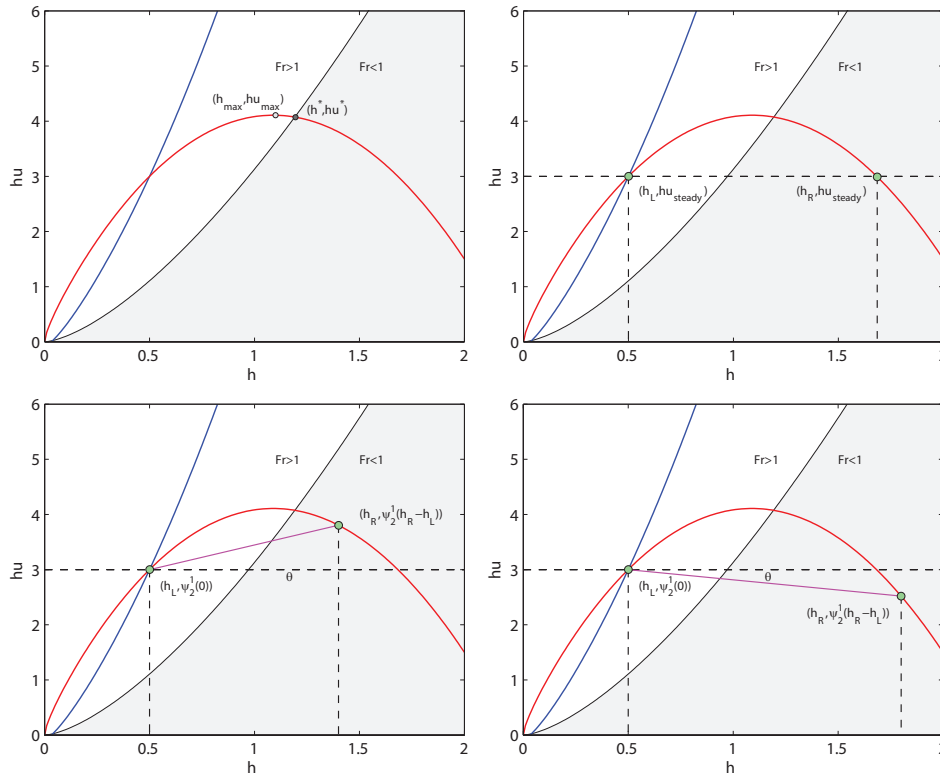 6
5
4
3
2
1
0
hu
0
0.5
1
1.5
2
h
Fr>1
Fr<1
(h_max,hu_max)
(h*,hu*)
6
5
4
3
2
1
0
hu
0
0.5
1
1.5
2
h
Fr>1
Fr<1
(h_L,hu_steady)
(h_R,hu_steady)
6
5
4
3
2
1
0
hu
0
0.5
1
1.5
2
h
Fr>1
Fr<1
(h_R,ψ_2^1(h_R−h_L))
(h_L,ψ_2^1(0))
θ
6
5
4
3
2
1
0
hu
0
0.5
1
1.5
2
h
Fr>1
Fr<1
(h_L,ψ_2^1(0))
θ
(h_R,ψ_2^1(h_R−h_L))